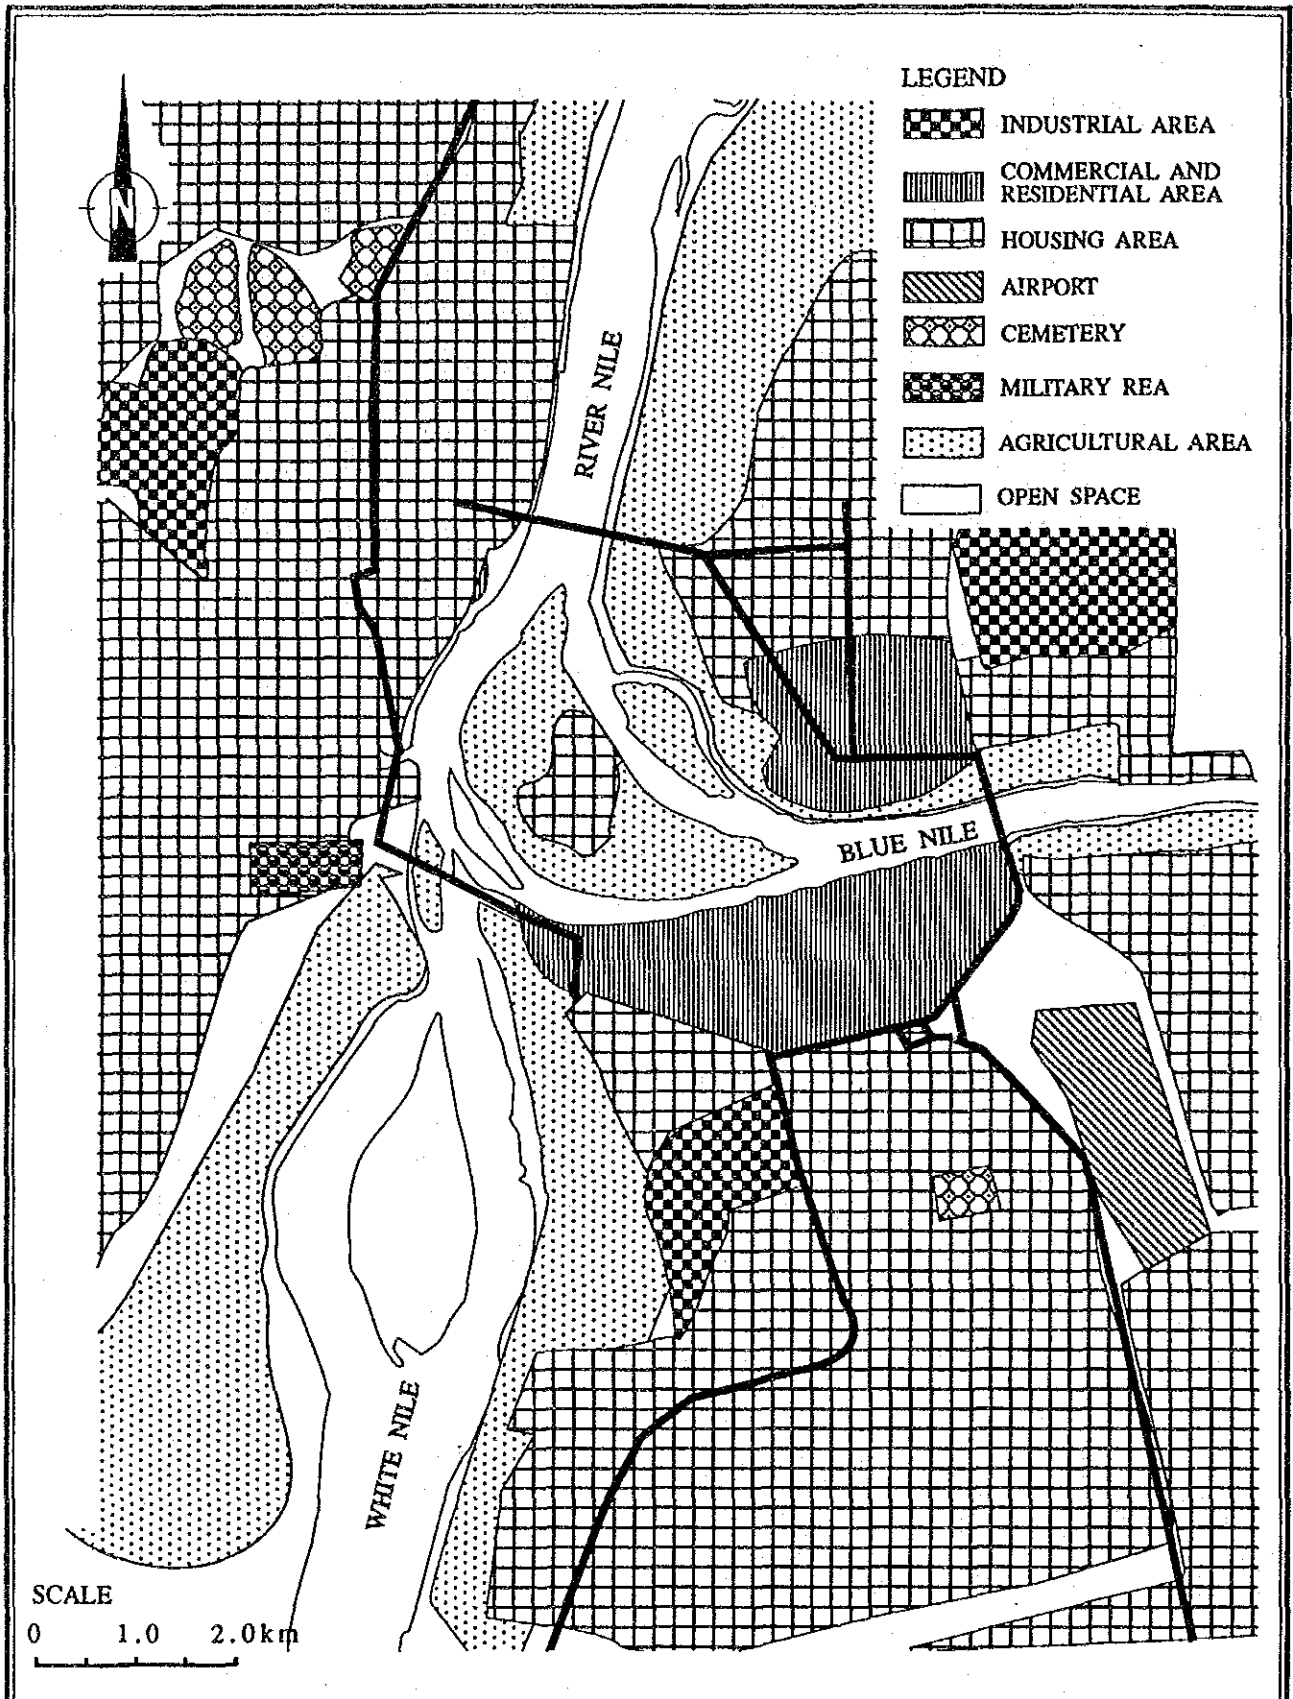 LEGEND
INDUSTRIAL AREA
COMMERCIAL AND
RESIDENTIAL AREA
HOUSING AREA
AIRPORT
CEMETERY
MILITARY REA
AGRICULTURAL AREA
OPEN SPACE
N
RIVER NILE
BLUE NILE
WHITE NILE
SCALE
0 1.0 2.0km